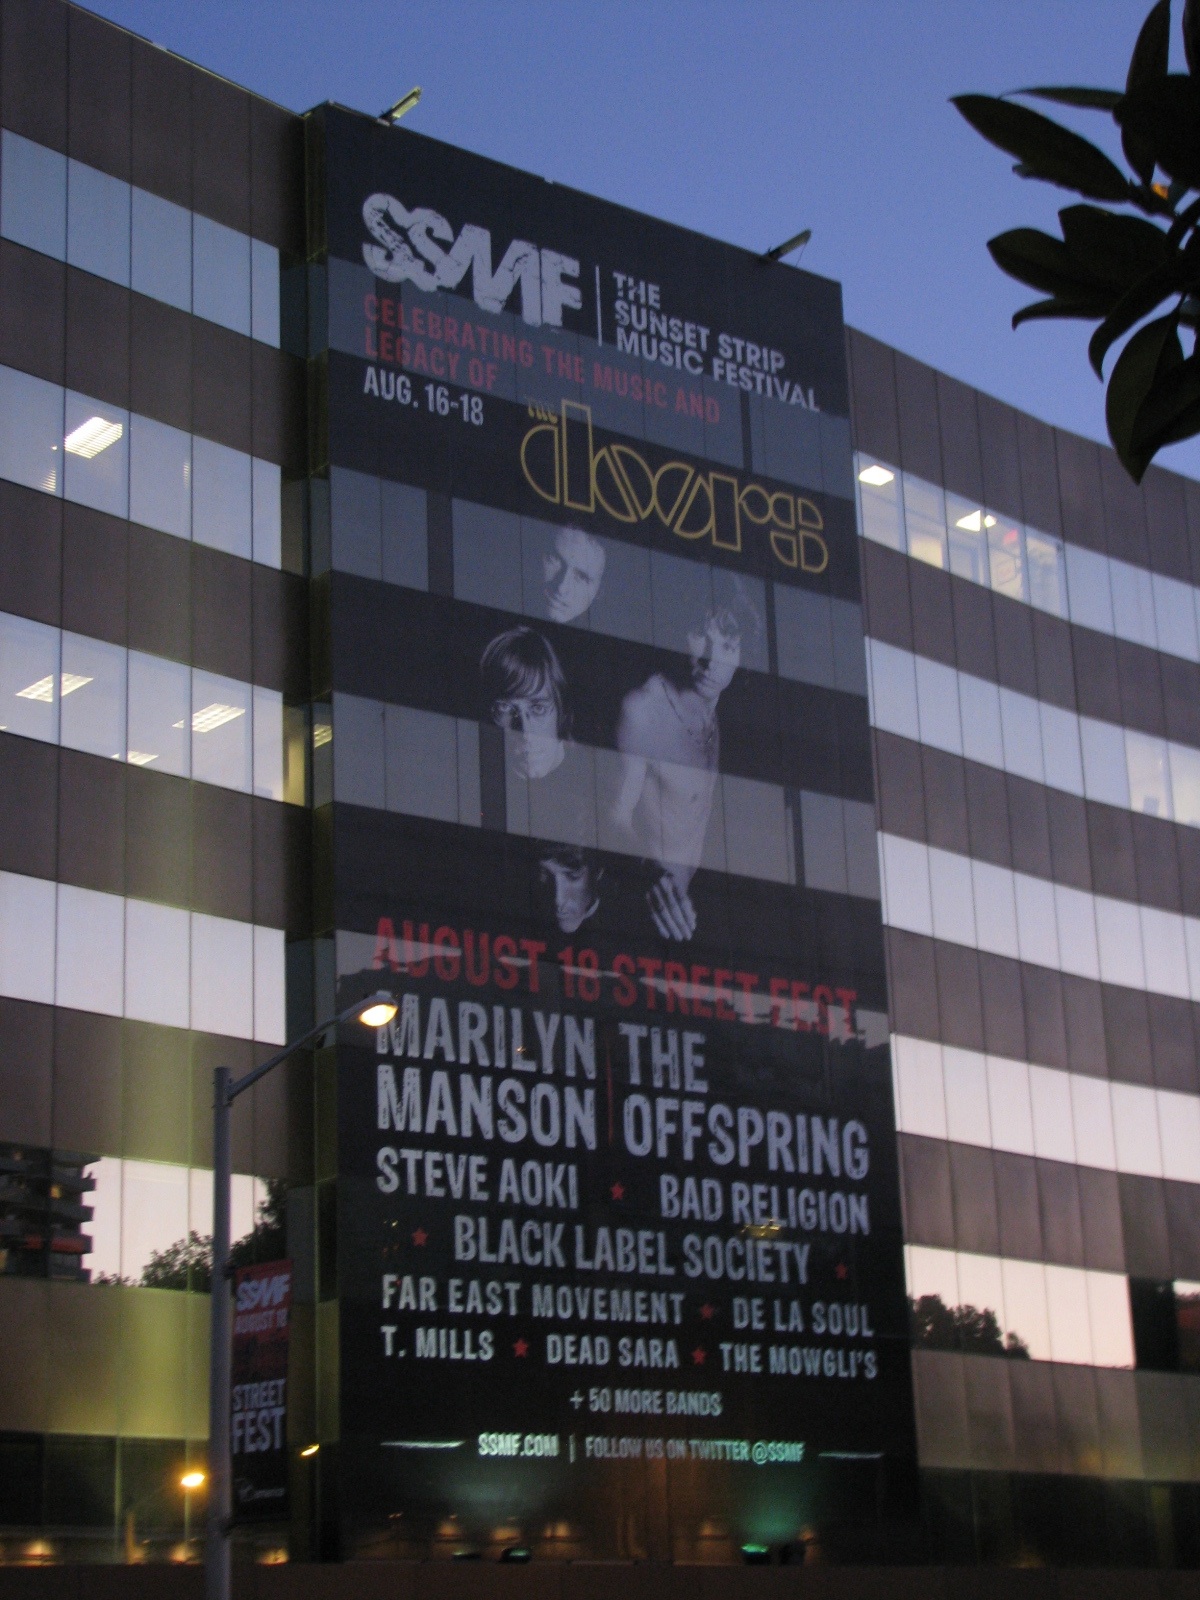 SSMF
THE
SUNSET STRIP
MUSIC FESTIVAL
CELEBRATING THE MUSIC AND
LEGACY OF
AUG. 16-18
THE
DOORS
AUGUST 18 STREET FEST
MARILYN
MANSON
THE
OFFSPRING
STEVE AOKI ★ BAD RELIGION
★ BLACK LABEL SOCIETY ★
FAR EAST MOVEMENT ★ DE LA SOUL
T. MILLS ★ DEAD SARA ★ THE MOWGLI'S
+ 50 MORE BANDS
SSMF.COM | FOLLOW US ON TWITTER @SSMF
SSMF
AUGUST 18
STREET
FEST